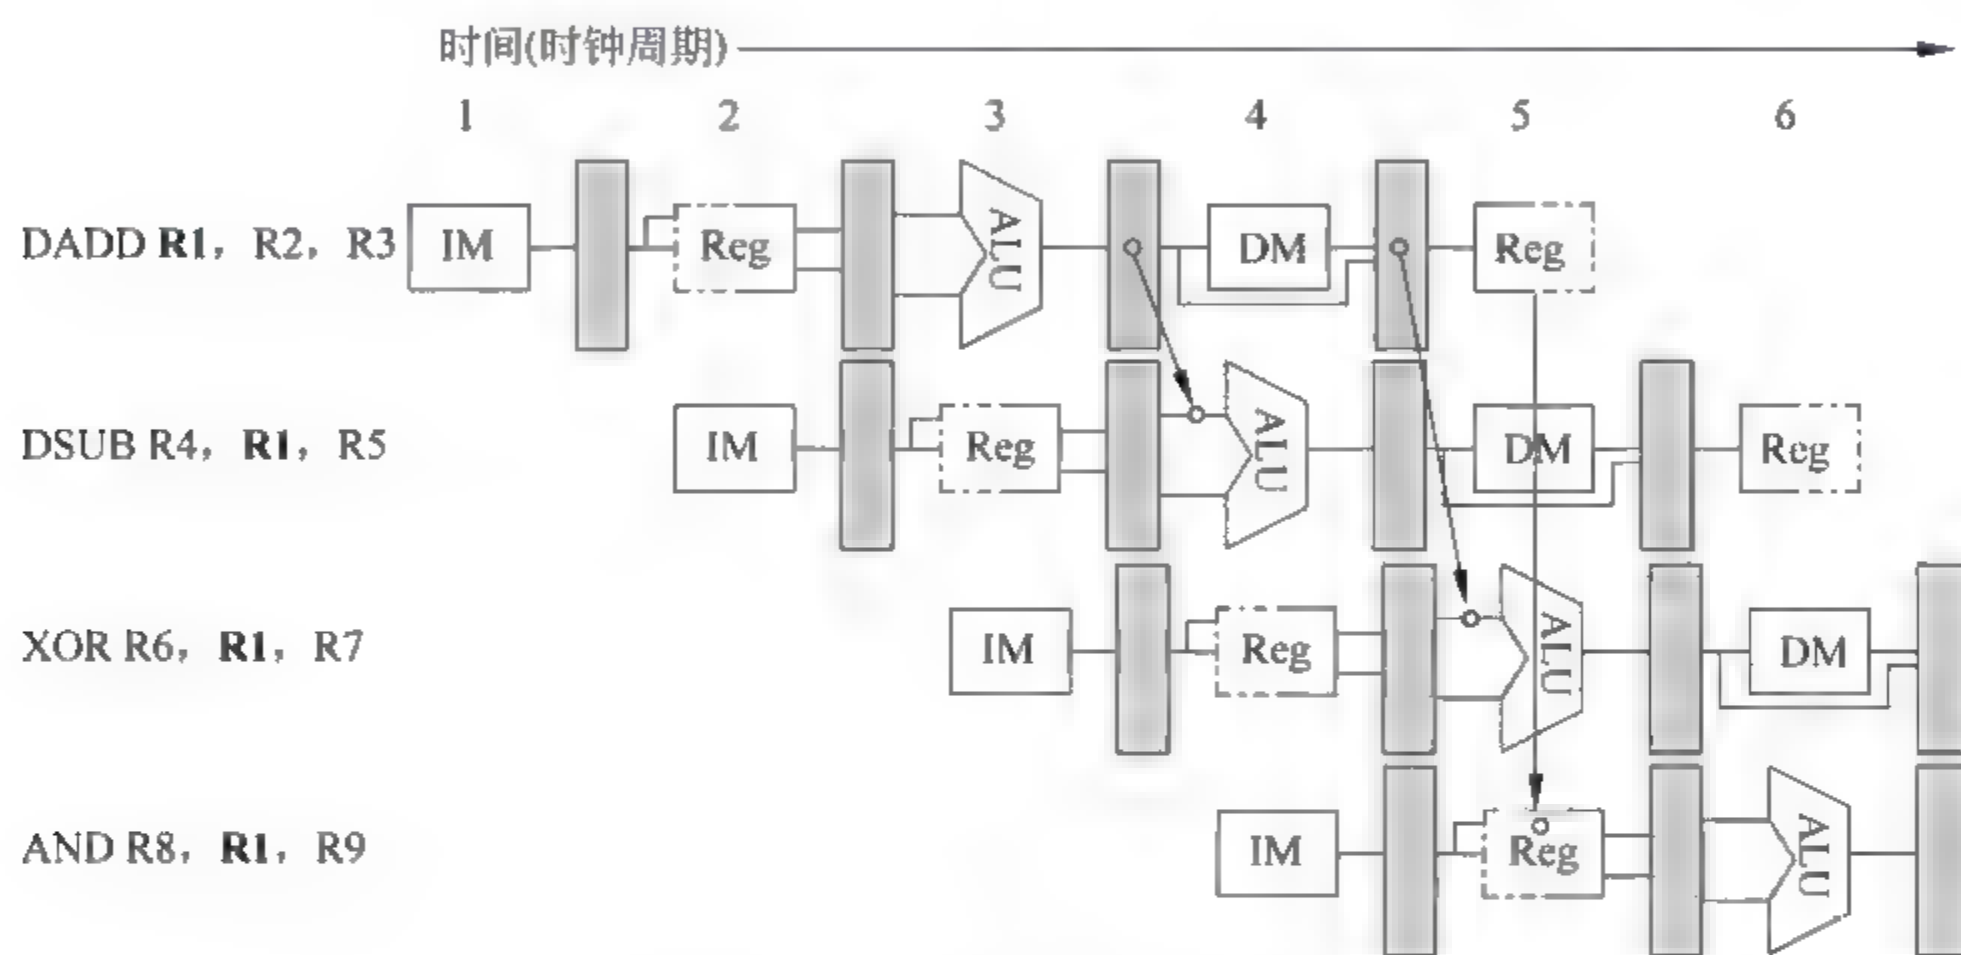 时间(时钟周期)
1 2 3 4 5 6
DADD R1, R2, R3 IM Reg ALU DM Reg
DSUB R4, R1, R5 IM Reg ALU DM Reg
XOR R6, R1, R7 IM Reg ALU DM
AND R8, R1, R9 IM Reg ALU